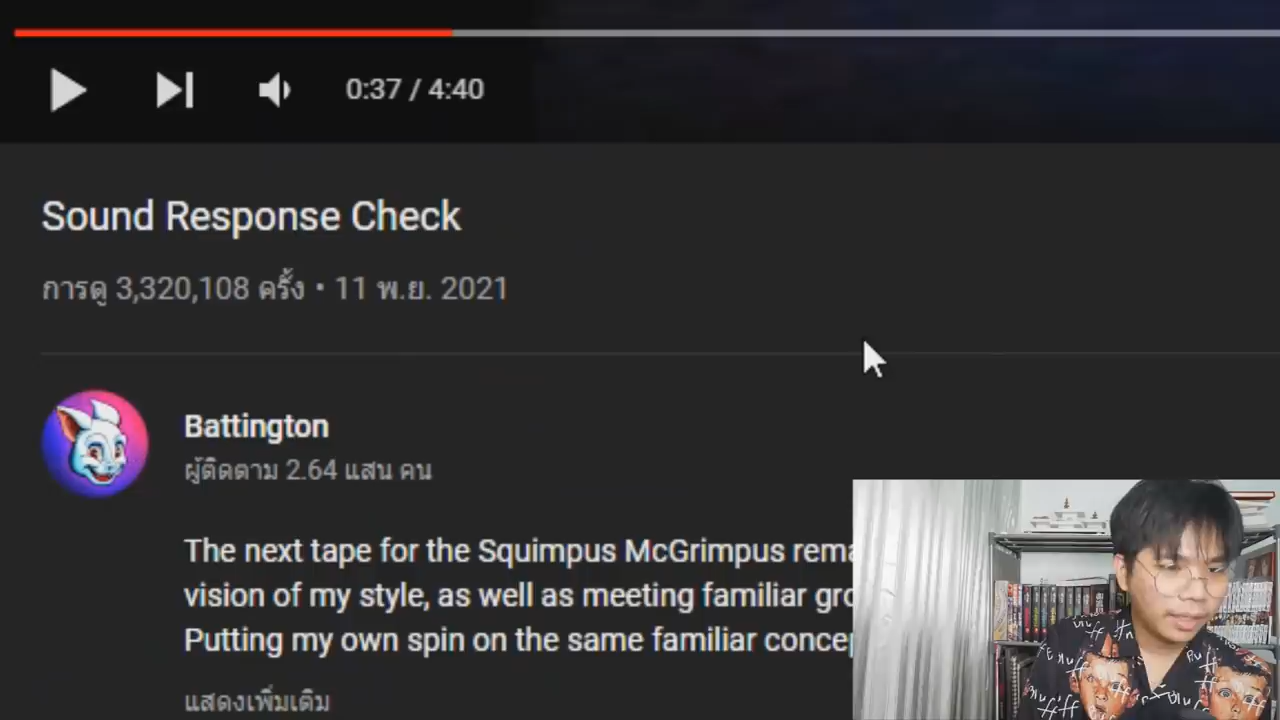 0:37 / 4:40
Sound Response Check
การดู 3,320,108 ครั้ง • 11 พ.ย. 2021
Battington
ผู้ติดตาม 2.64 แสน คน
The next tape for the Squimpus McGrimpus rema
vision of my style, as well as meeting familiar gro
Putting my own spin on the same familiar concep
แสดงเพิ่มเติม